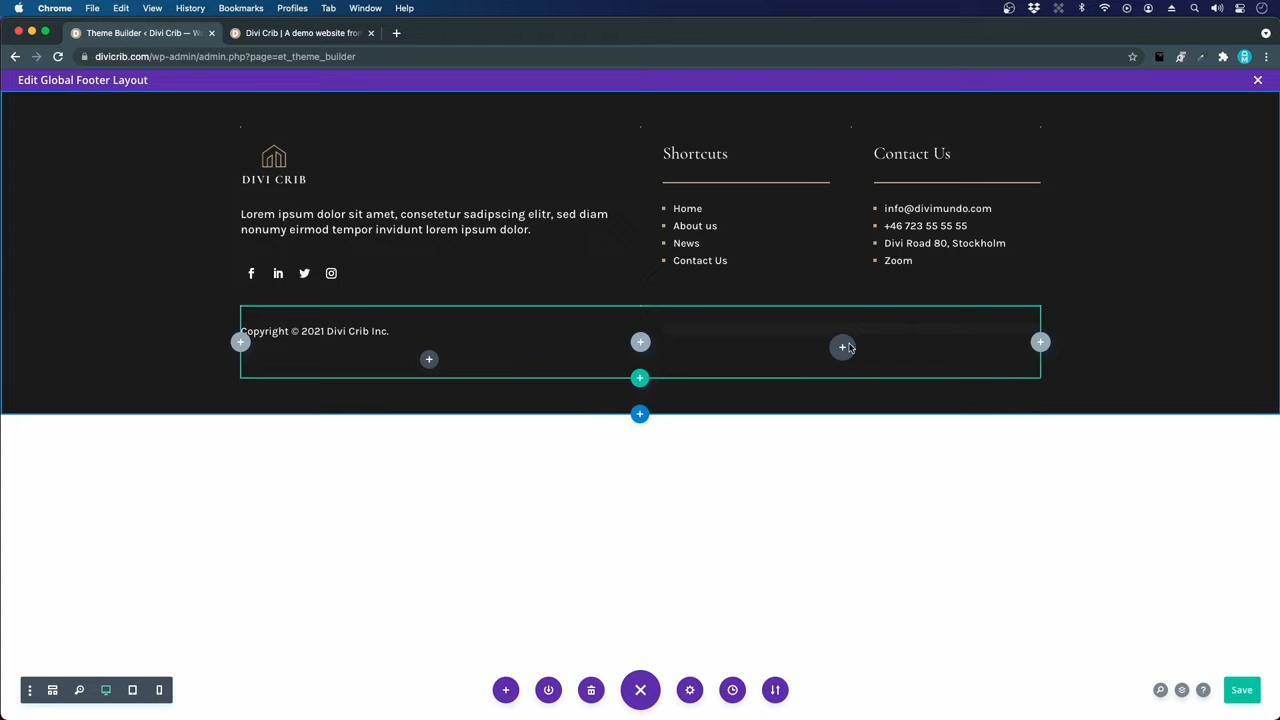 Chrome File Edit View History Bookmarks Profiles Tab Window Help
Theme Builder ‹ Divi Crib — W
Divi Crib | A demo website from
divicrib.com/wp-admin/admin.php?page=et_theme_builder
Edit Global Footer Layout
DIVI CRIB
Lorem ipsum dolor sit amet, consetetur sadipscing elitr, sed diam
nonumy eirmod tempor invidunt lorem ipsum dolor.
Shortcuts
Home
About us
News
Contact Us
Contact Us
info@divimundo.com
+46 723 55 55 55
Divi Road 80, Stockholm
Zoom
Copyright © 2021 Divi Crib Inc.
Save